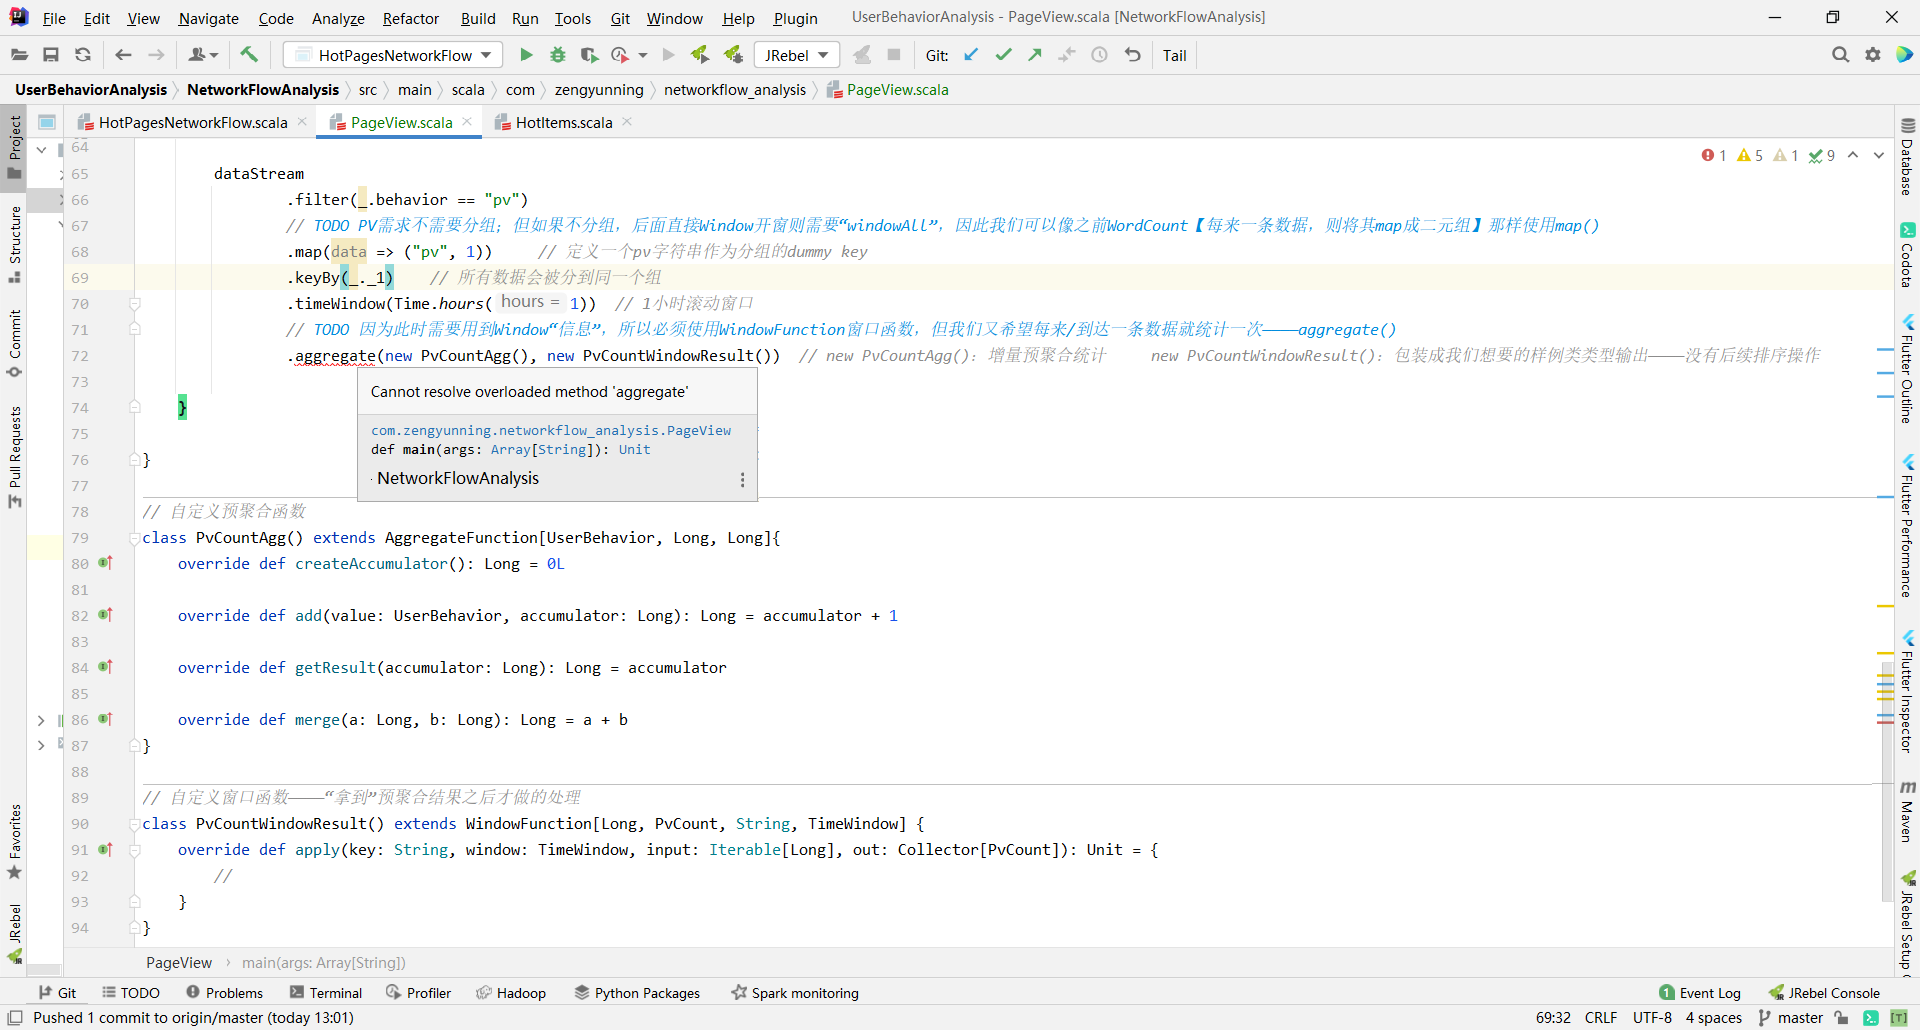 File Edit View Navigate Code Analyze Refactor Build Run Tools Git Window Help Plugin UserBehaviorAnalysis - PageView.scala [NetworkFlowAnalysis]
HotPagesNetworkFlow JRebel Git: Tail
UserBehaviorAnalysis NetworkFlowAnalysis src main scala com zengyunning networkflow_analysis PageView.scala
HotPagesNetworkFlow.scala PageView.scala HotItems.scala
1 5 1 9
64
65 dataStream
66 .filter(_.behavior == "pv")
67 // TODO PV需求不需要分组；但如果不分组，后面直接Window开窗则需要“windowAll”，因此我们可以像之前WordCount【每来一条数据，则将其map成二元组】那样使用map()
68 .map(data => ("pv", 1)) // 定义一个pv字符串作为分组的dummy key
69 .keyBy(_._1) // 所有数据会被分到同一个组
70 .timeWindow(Time.hours( hours = 1)) // 1小时滚动窗口
71 // TODO 因为此时需要用到Window“信息”，所以必须使用WindowFunction窗口函数，但我们又希望每来/到达一条数据就统计一次————aggregate()
72 .aggregate(new PvCountAgg(), new PvCountWindowResult()) // new PvCountAgg()：增量预聚合统计 new PvCountWindowResult()：包装成我们想要的样例类类型输出————没有后续排序操作
73
74 }
75
76 }
77
Cannot resolve overloaded method 'aggregate'
com.zengyunning.networkflow_analysis.PageView
def main(args: Array[String]): Unit
NetworkFlowAnalysis
78 // 自定义预聚合函数
79 class PvCountAgg() extends AggregateFunction[UserBehavior, Long, Long]{
80 override def createAccumulator(): Long = 0L
81
82 override def add(value: UserBehavior, accumulator: Long): Long = accumulator + 1
83
84 override def getResult(accumulator: Long): Long = accumulator
85
86 override def merge(a: Long, b: Long): Long = a + b
87 }
88
89 // 自定义窗口函数————“拿到”预聚合结果之后才做的处理
90 class PvCountWindowResult() extends WindowFunction[Long, PvCount, String, TimeWindow] {
91 override def apply(key: String, window: TimeWindow, input: Iterable[Long], out: Collector[PvCount]): Unit = {
92 //
93 }
94 }
Project
Structure
Commit
Pull Requests
Favorites
JRebel
Database
Codota
Flutter Outline
Flutter Performance
Flutter Inspector
Maven
JRebel Setup
PageView main(args: Array[String])
Git TODO Problems Terminal Profiler Hadoop Python Packages Spark monitoring 1 Event Log JRebel Console
Pushed 1 commit to origin/master (today 13:01) 69:32 CRLF UTF-8 4 spaces master